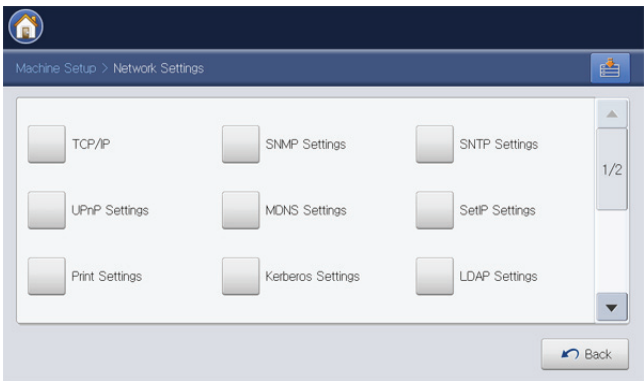 Machine Setup > Network Settings
TCP/IP SNMP Settings SNTP Settings
1/2
UPnP Settings MDNS Settings SetIP Settings
Print Settings Kerberos Settings LDAP Settings
Back